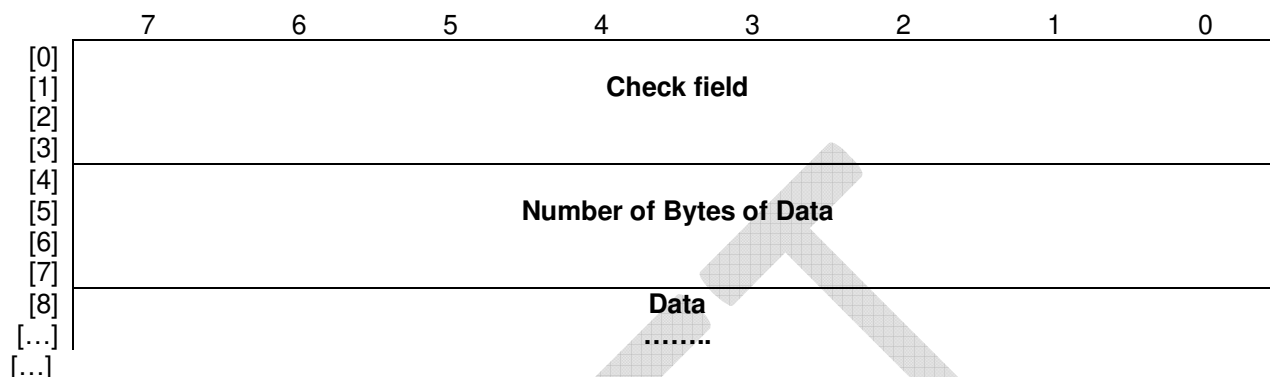 7 6 5 4 3 2 1 0
[0]
[1] Check field
[2]
[3]
[4]
[5] Number of Bytes of Data
[6]
[7]
[8] Data
[…] ……..
[…]